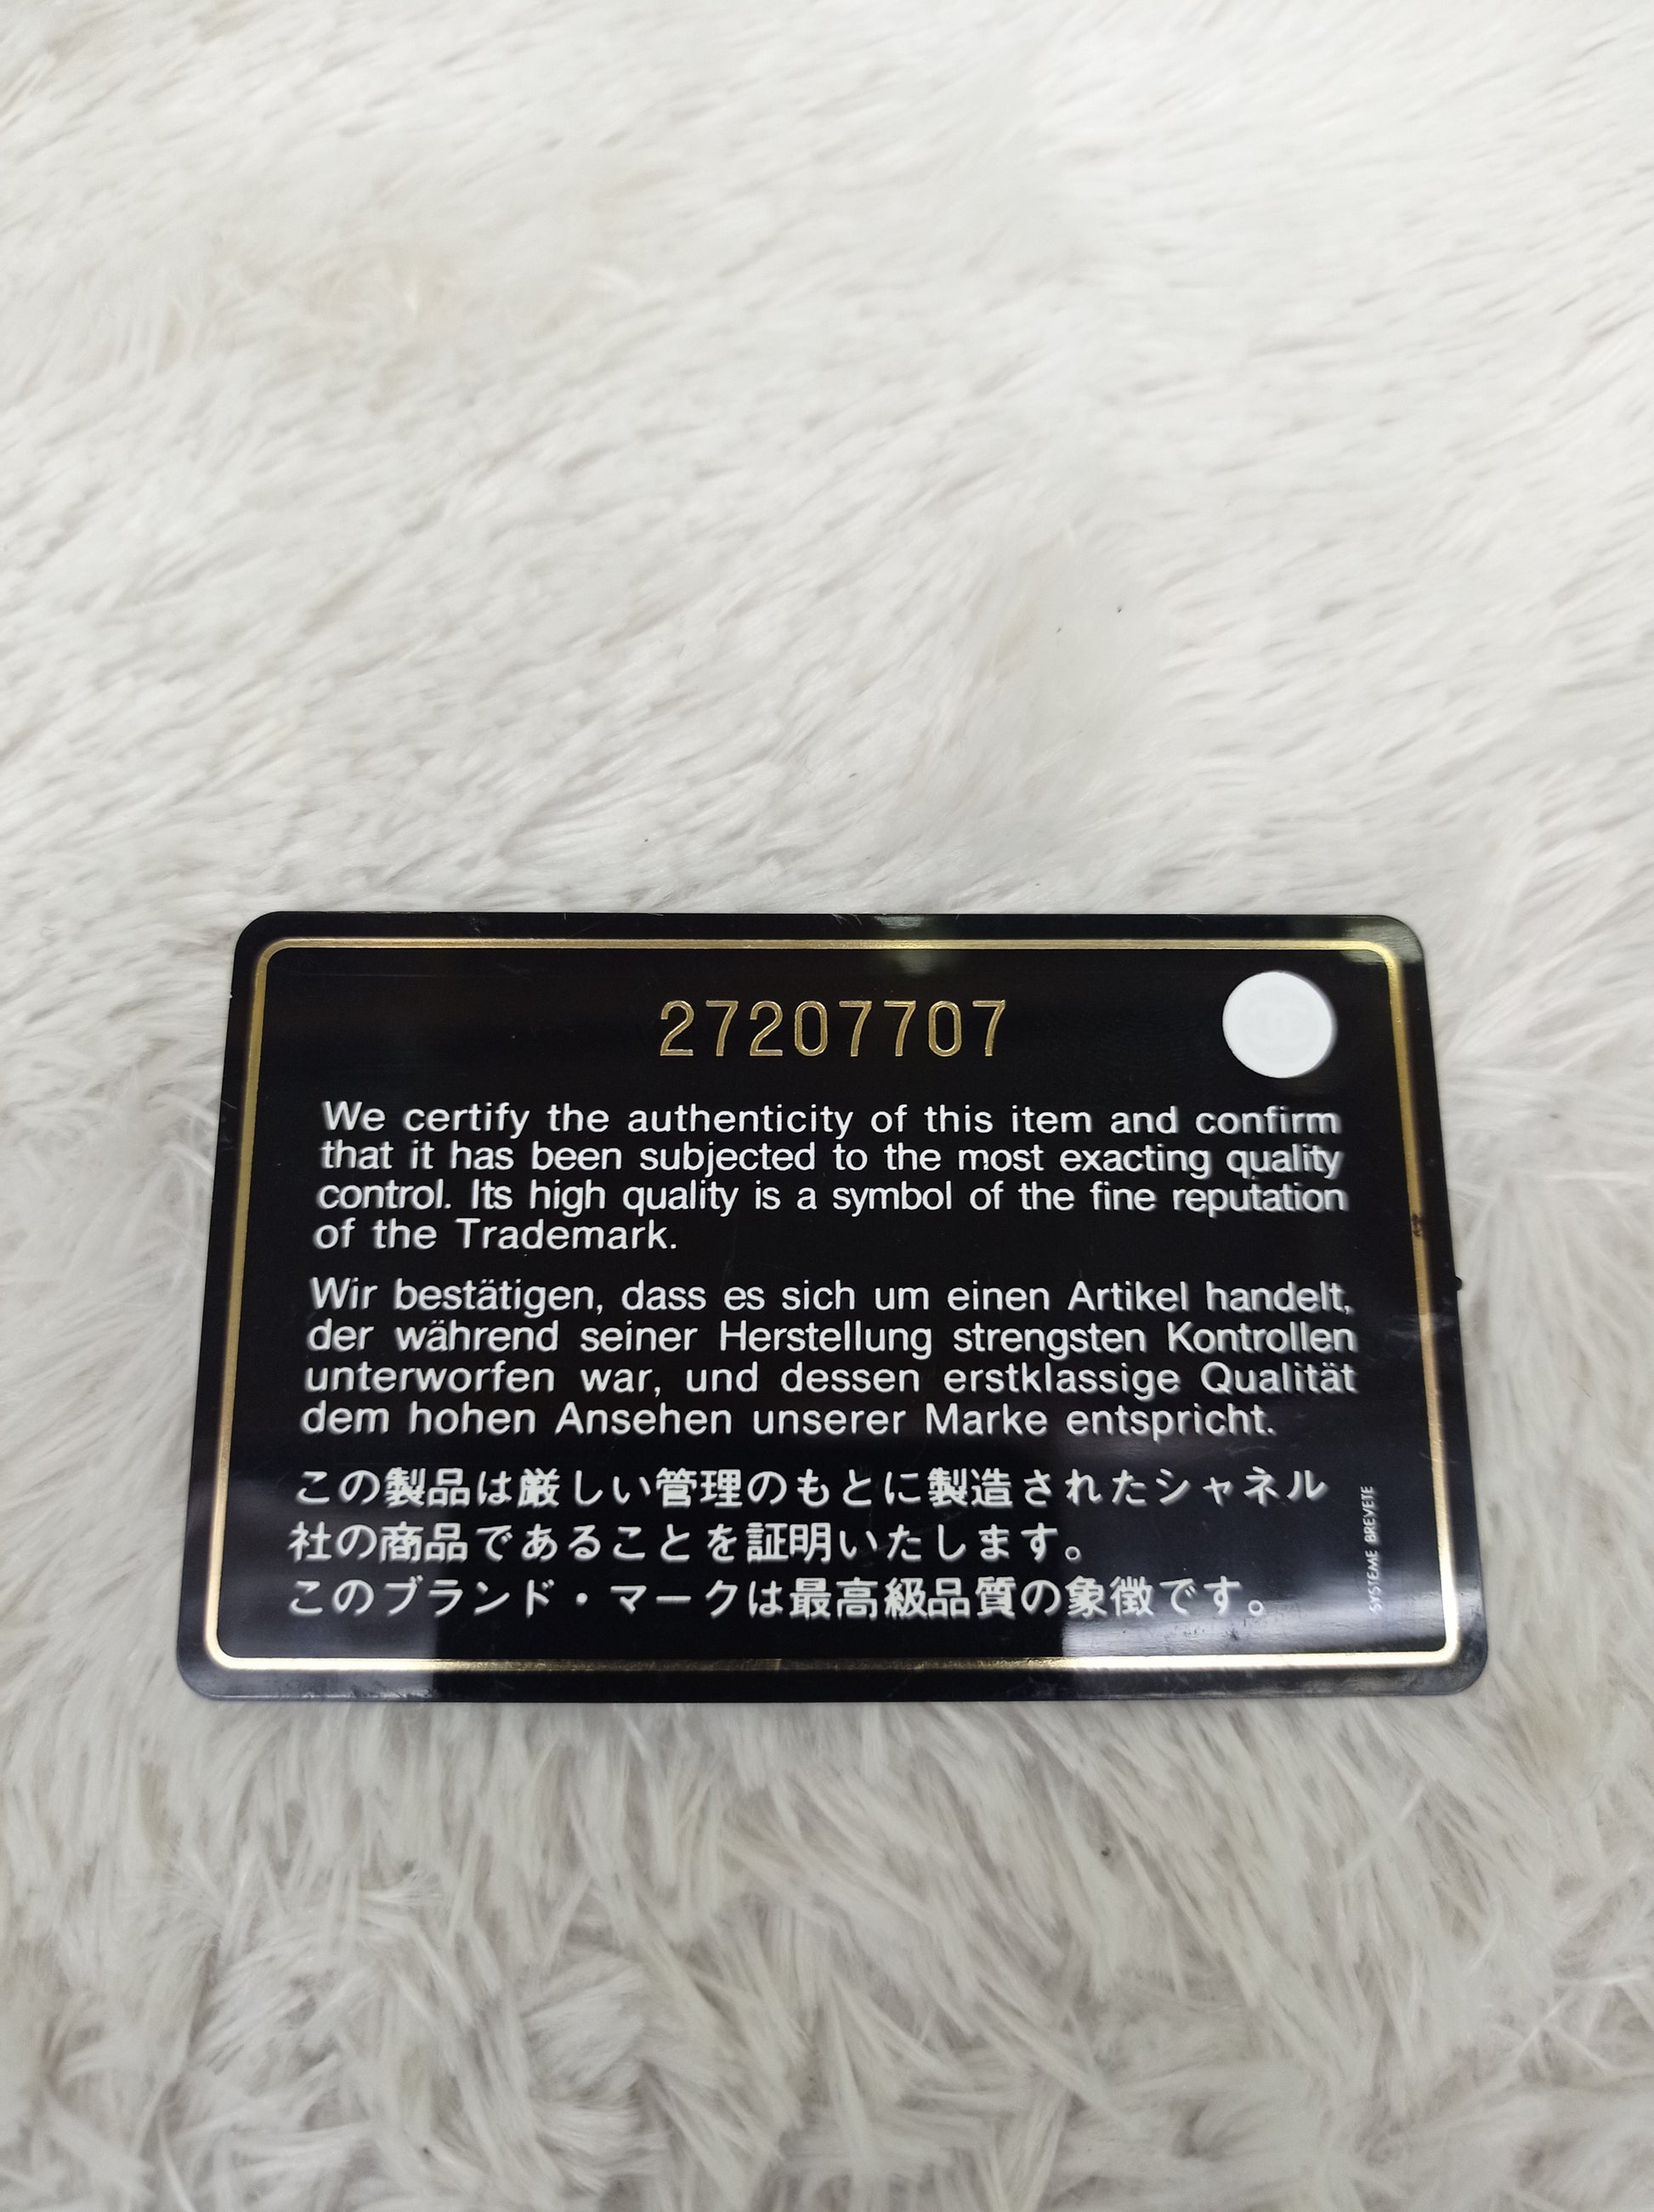 27207707
We certify the authenticity of this item and confirm
that it has been subjected to the most exacting quality
control. Its high quality is a symbol of the fine reputation
of the Trademark.
Wir bestätigen, dass es sich um einen Artikel handelt,
der während seiner Herstellung strengsten Kontrollen
unterworfen war, und dessen erstklassige Qualität
dem hohen Ansehen unserer Marke entspricht.
この製品は厳しい管理のもとに製造されたシャネル
社の商品であることを証明いたします。
このブランド・マークは最高級品質の象徴です。
SYSTEME BREVETE